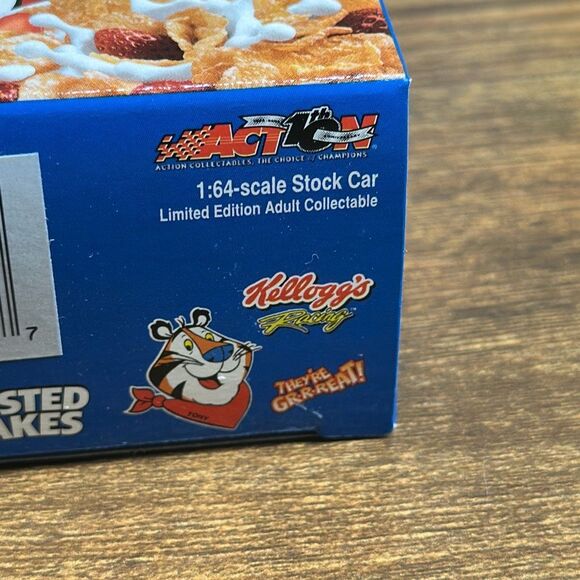 ACTION
10th
ACTION COLLECTABLES, THE CHOICE OF CHAMPIONS
1:64-scale Stock Car
Limited Edition Adult Collectable
7
Kellogg's
Racing
THEY'RE
GR-R-REAT!
TONY
STED
AKES